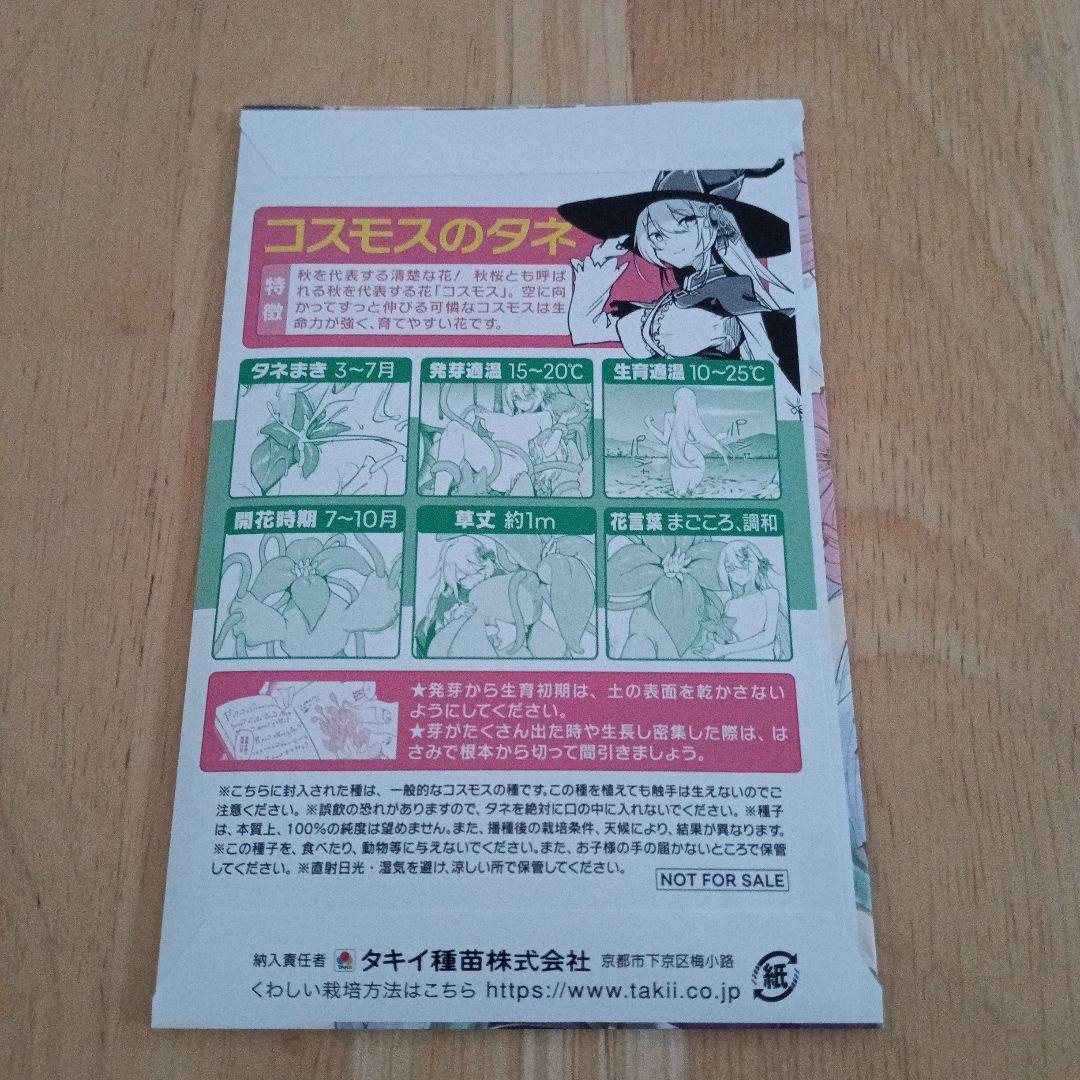 コスモスのタネ
特徴
秋を代表する清楚な花! 秋桜とも呼ば
れる秋を代表する花「コスモス」。空に向
かってすっと伸びる可憐なコスモスは生
命力が強く、育てやすい花です。
タネまき 3~7月
発芽適温 15~20℃
生育適温 10~25℃
開花時期 7~10月
草丈 約1m
花言葉 まごころ、調和
★発芽から生育初期は、土の表面を乾かさない
ようにしてください。
★芽がたくさん出た時や生長し密集した際は、は
さみで根本から切って間引きましょう。
※こちらに封入された種は、一般的なコスモスの種です。この種を植えても触手は生えないのでご
注意ください。※誤飲の恐れがありますので、タネを絶対に口の中に入れないでください。※種子
は、本質上、100%の純度は望めません。また、播種後の栽培条件、天候により、結果が異なります。
※この種子を、食べたり、動物等に与えないでください。また、お子様の手の届かないところで保管
してください。※直射日光・湿気を避け、涼しい所で保管してください。
NOT FOR SALE
納入責任者 タキイ種苗株式会社 京都市下京区梅小路
くわしい栽培方法はこちら https://www.takii.co.jp
紙